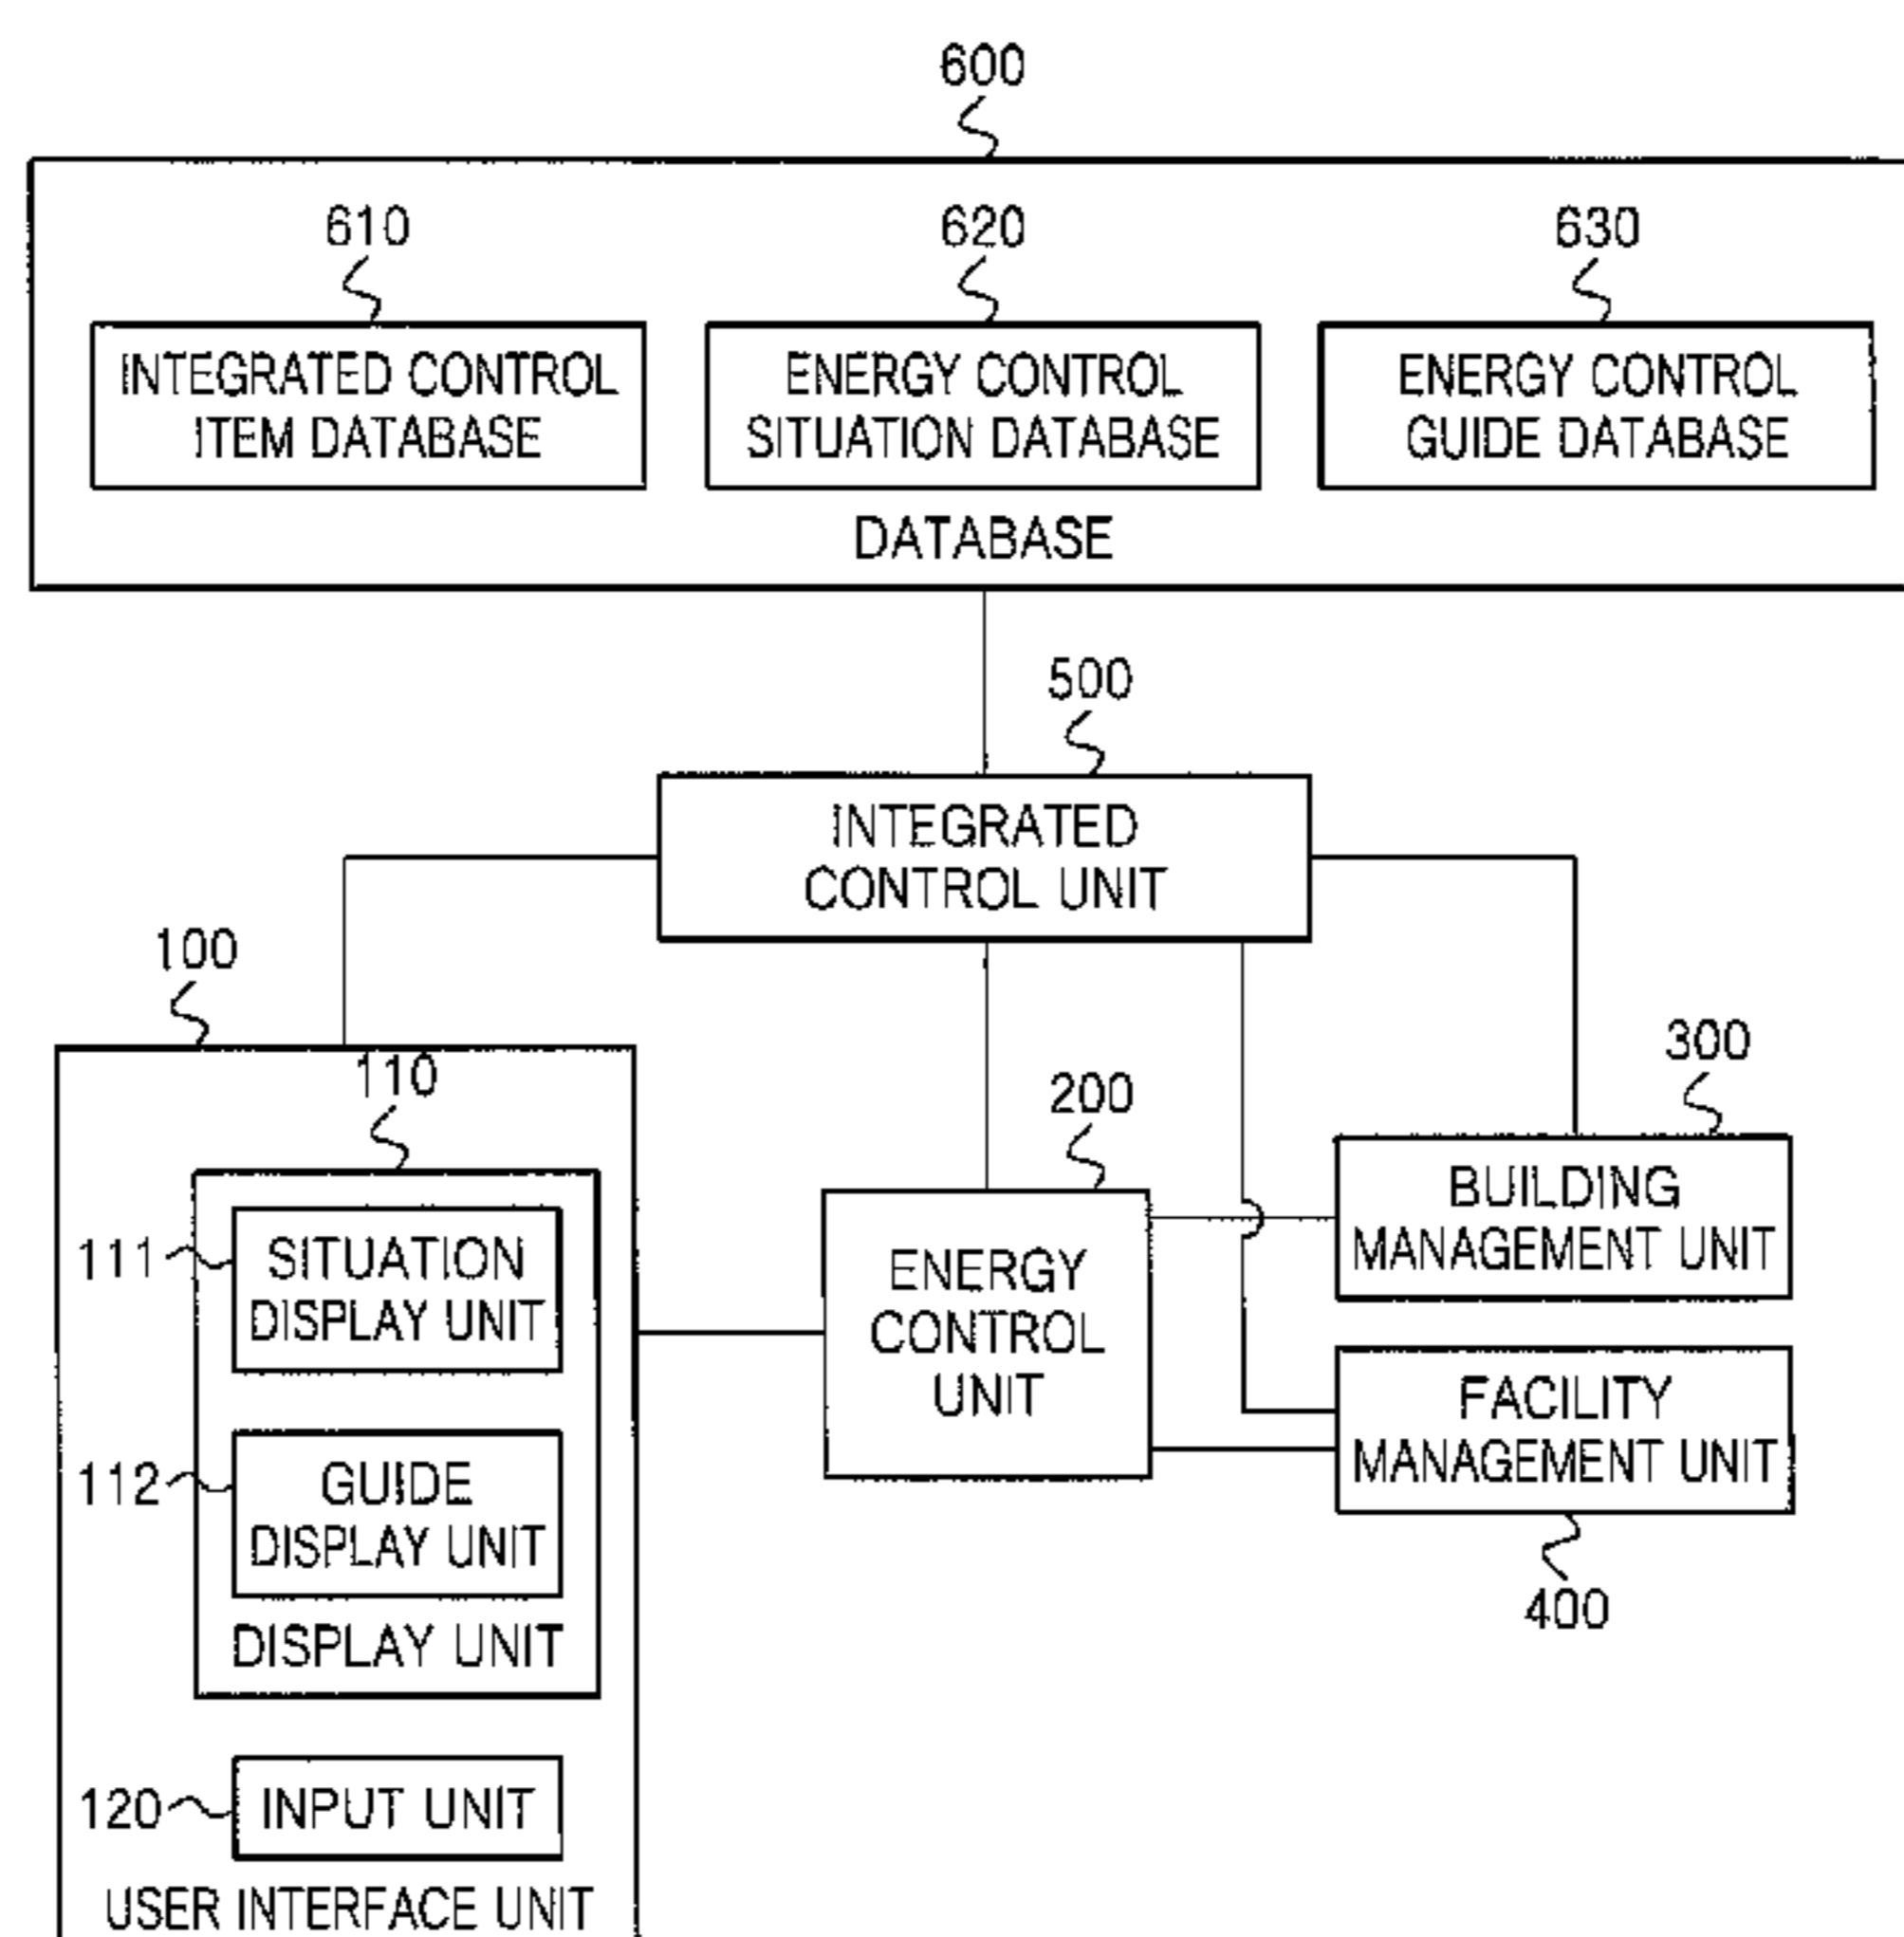 600
610
620
630
INTEGRATED CONTROL
ITEM DATABASE
ENERGY CONTROL
SITUATION DATABASE
ENERGY CONTROL
GUIDE DATABASE
DATABASE
500
INTEGRATED
CONTROL UNIT
100
110
111
SITUATION
DISPLAY UNIT
112
GUIDE
DISPLAY UNIT
DISPLAY UNIT
120
INPUT UNIT
USER INTERFACE UNIT
200
ENERGY
CONTROL
UNIT
300
BUILDING
MANAGEMENT UNIT
FACILITY
MANAGEMENT UNIT
400